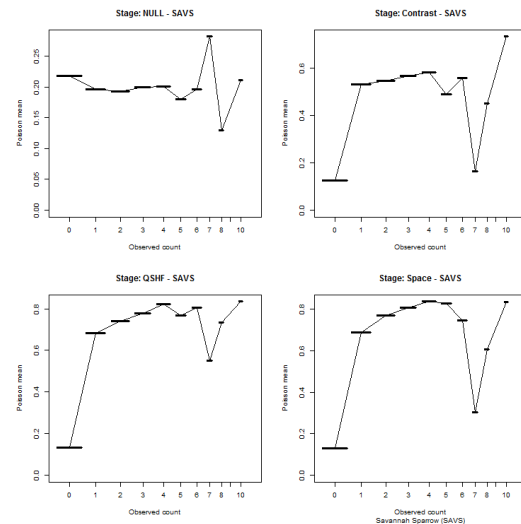 Stage: NULL - SAVS
Poisson mean
0.00 0.05 0.10 0.15 0.20 0.25
0 1 2 3 4 5 6 7 8 10
Observed count
Stage: Contrast - SAVS
Poisson mean
0.0 0.2 0.4 0.6
0 1 2 3 4 5 6 7 8 10
Observed count
Stage: QSHF - SAVS
Poisson mean
0.0 0.2 0.4 0.6 0.8
0 1 2 3 4 5 6 7 8 10
Observed count
Stage: Space - SAVS
Poisson mean
0.0 0.2 0.4 0.6 0.8
0 1 2 3 4 5 6 7 8 10
Observed count
Savannah Sparrow (SAVS)